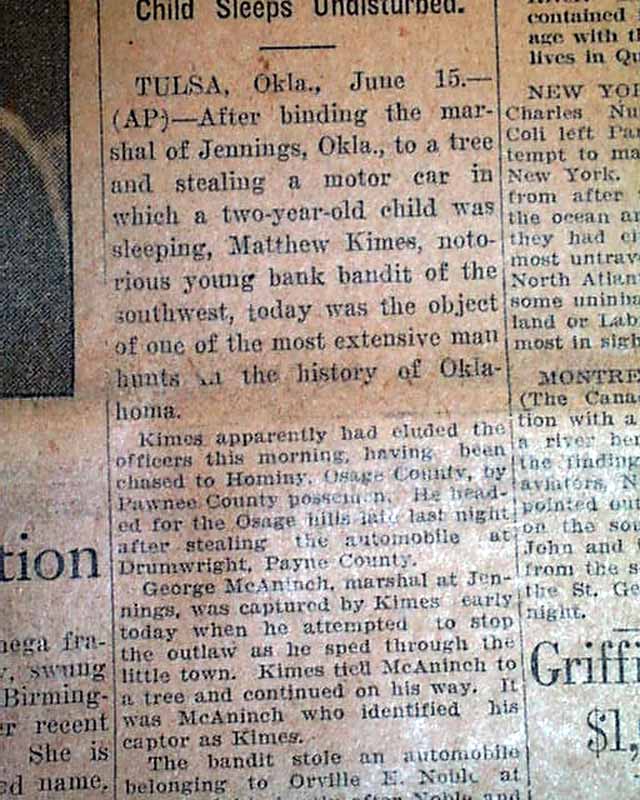 Child Sleeps Undisturbed.
TULSA, Okla., June 15.—
(AP)—After binding the mar-
shal of Jennings, Okla., to a tree
and stealing a motor car in
which a two-year-old child was
sleeping, Matthew Kimes, noto-
rious young bank bandit of the
southwest, today was the object
of one of the most extensive man
hunts the history of Okla-
homa.
Kimes apparently had eluded the
officers this morning, having been
chased to Hominy, Osage County, by
Pawnee County He head-
ed for the Osage hills late last night
after stealing the automobile at
Drumwright, Payne County.
George McAninch, marshal at Jen-
nings, was captured by Kimes early
today when he attempted to stop
the outlaw as he sped through the
little town. Kimes tied McAninch to
a tree and continued on his way. It
was McAninch who identified his
captor as Kimes.
The bandit stole an automobile
belonging to Orville E. Noble at
tion
mega fra-
swung
Birming-
recent
She is
name,
contained
age with
lives in
NEW
Charles
Coli left
tempt to
New York.
from after
the ocean
they had
most
North
some
land or
most in
MONTRE
(The
tion with a
a river
the finding
aviators,
pointed
on the
John and
from the
the St.
night.
Griffi
$1,